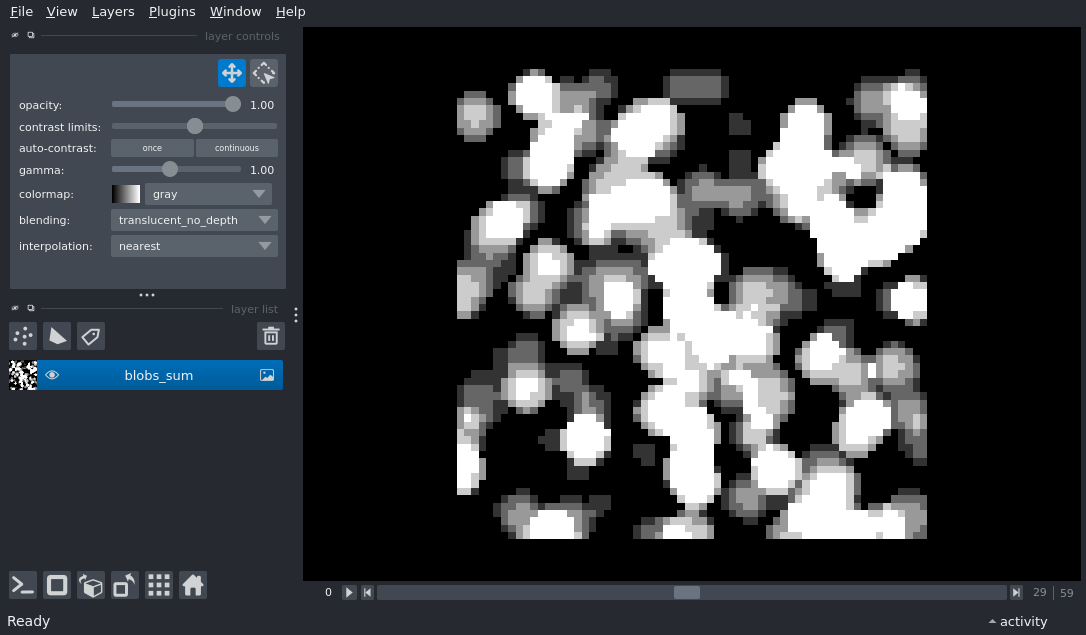 File View Layers Plugins Window Help
layer controls
opacity: 1.00
contrast limits:
auto-contrast: once continuous
gamma: 1.00
colormap: gray
blending: translucent_no_depth
interpolation: nearest
layer list
blobs_sum
0 29 59
Ready activity